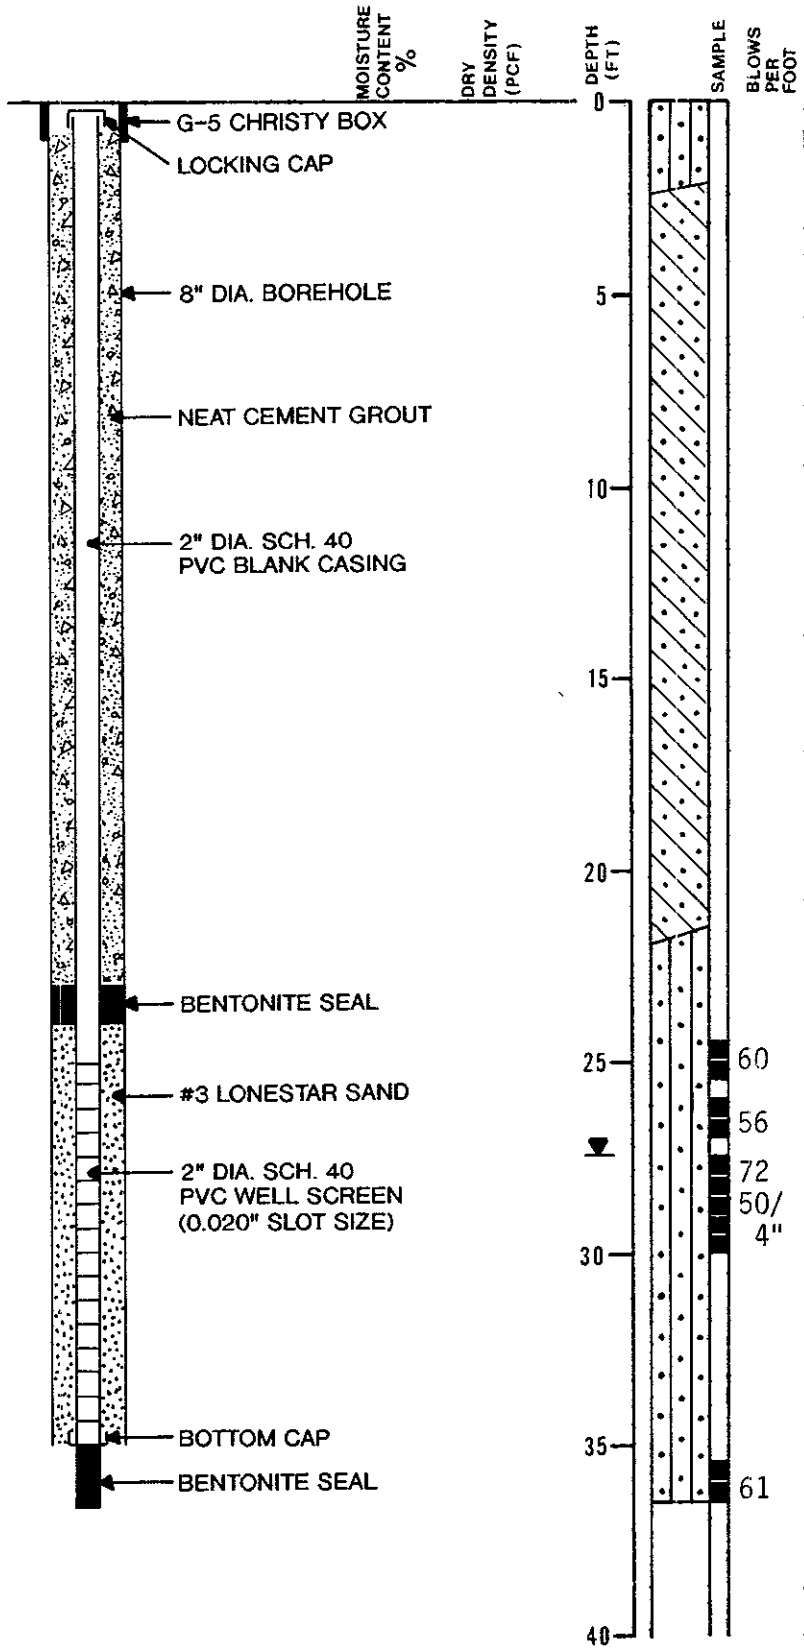 MOISTURE
CONTENT
%
DRY
DENSITY
(PCF)
DEPTH
(FT)
SAMPLE
BLOWS
PER
FOOT
G-5 CHRISTY BOX
LOCKING CAP
8" DIA. BOREHOLE
NEAT CEMENT GROUT
2" DIA. SCH. 40
PVC BLANK CASING
BENTONITE SEAL
#3 LONESTAR SAND
2" DIA. SCH. 40
PVC WELL SCREEN
(0.020" SLOT SIZE)
BOTTOM CAP
BENTONITE SEAL
0
5
10
15
20
25
30
35
40
60
56
72
50/
4"
61